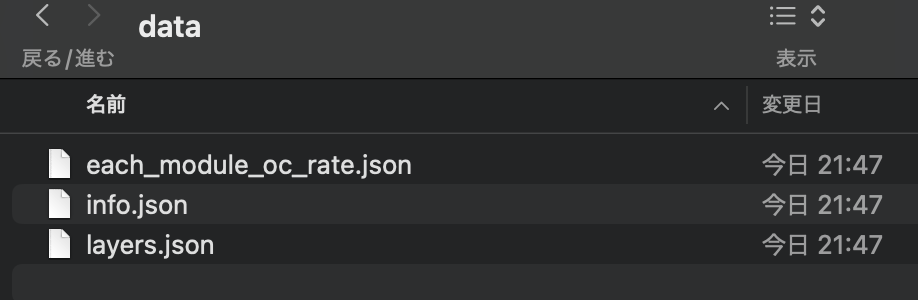 data
戻る/進む
表示
名前
変更日
each_module_oc_rate.json
今日 21:47
info.json
今日 21:47
layers.json
今日 21:47